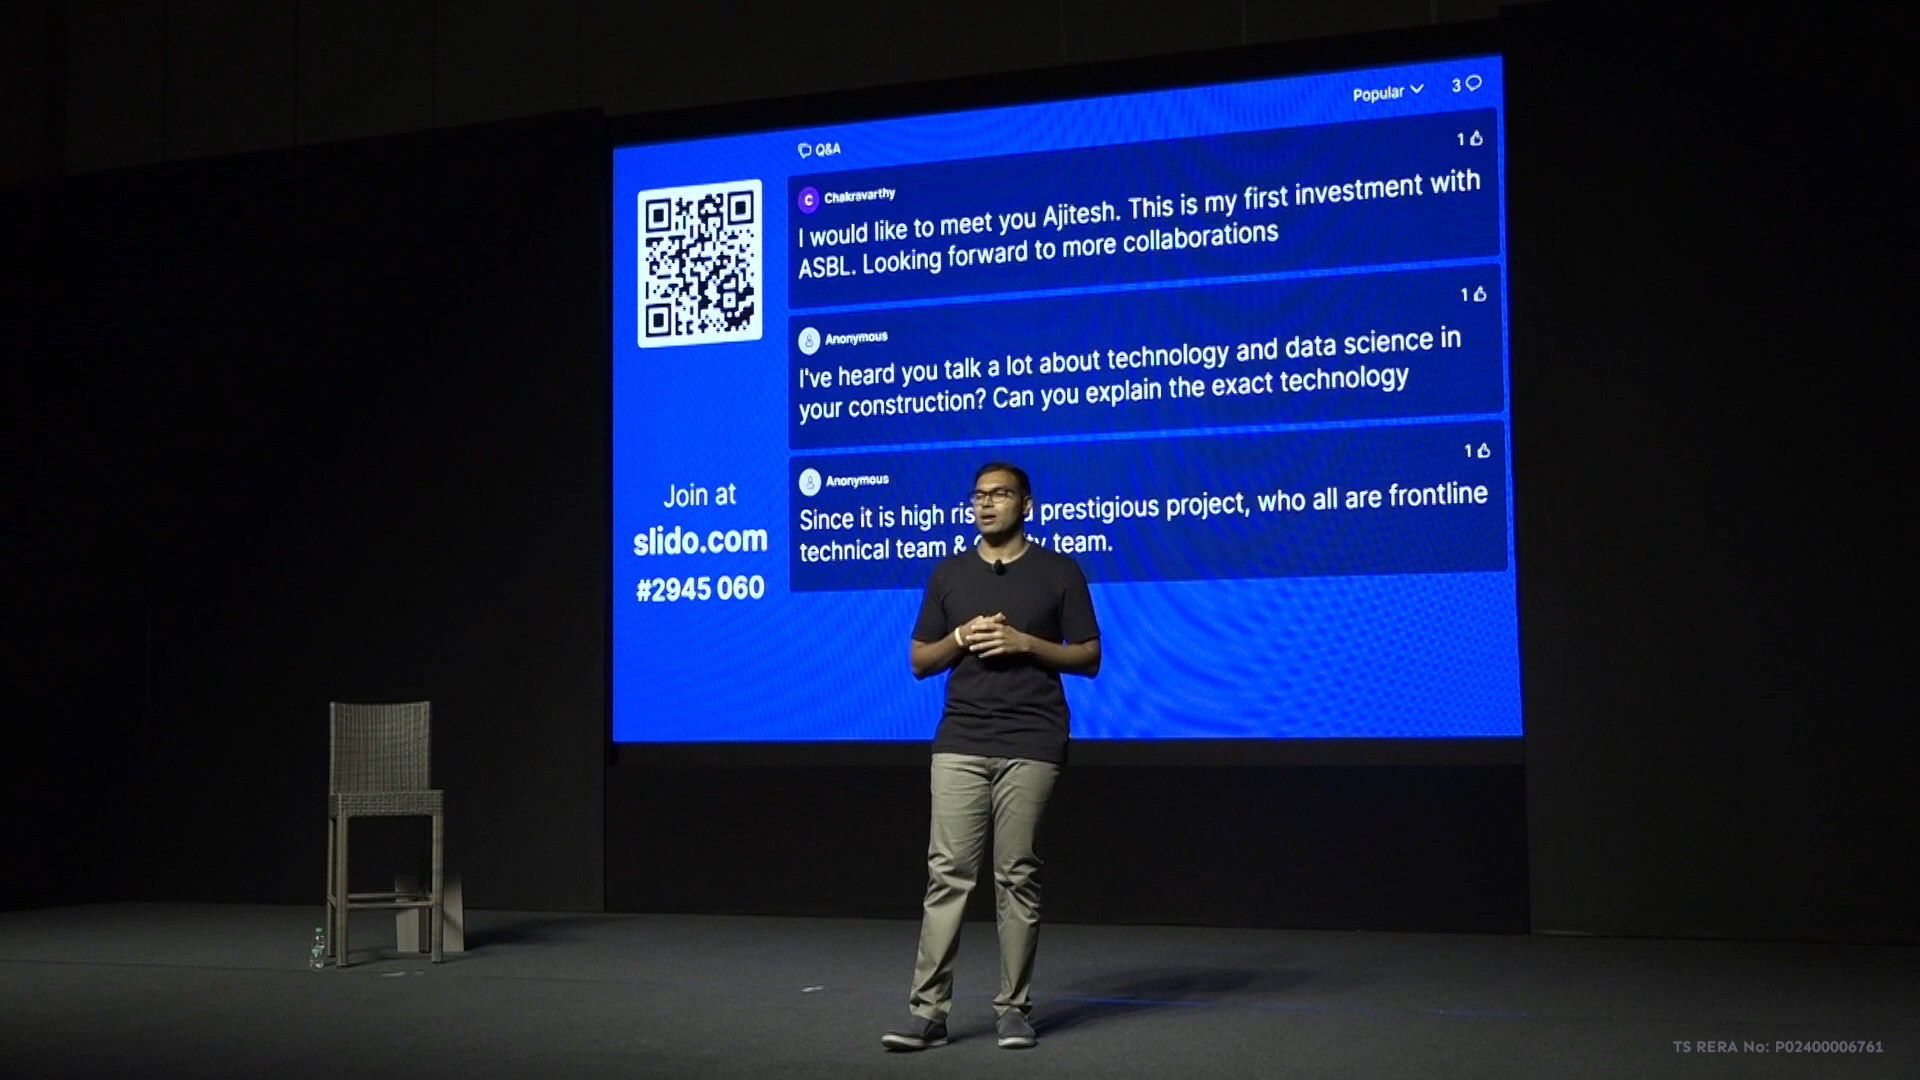 Popular
3
Q&A
1
C
Chakravarthy
I would like to meet you Ajitesh. This is my first investment with
ASBL. Looking forward to more collaborations
1
Anonymous
I've heard you talk a lot about technology and data science in
your construction? Can you explain the exact technology
1
Anonymous
Since it is high prestigious project, who all are frontline
technical team & team.
Join at
slido.com
#2945 060
TS RERA No: P02400006761